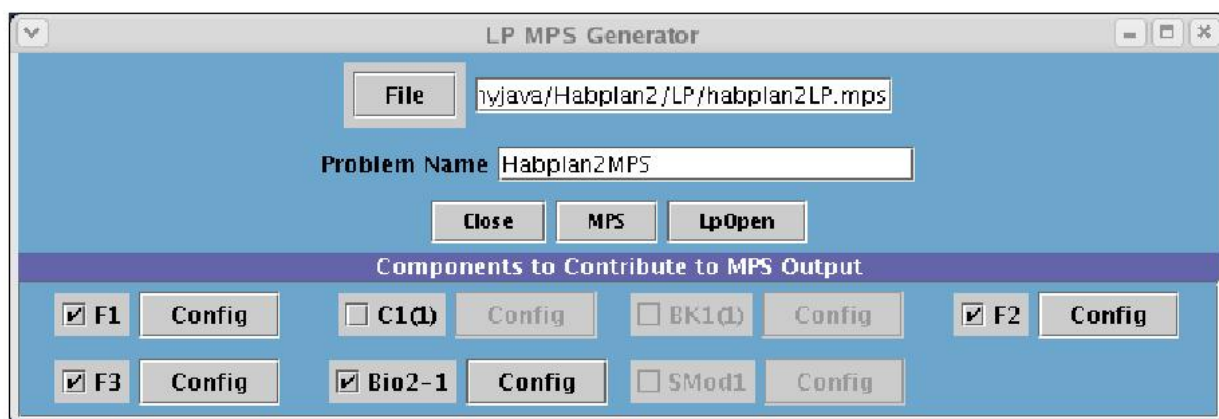 LP MPS Generator
File nyjava/Habplan2/LP/habplan2LP.mps
Problem Name Habplan2MPS
Close MPS LpOpen
Components to Contribute to MPS Output
F1 Config C1(1) Config BK1(1) Config F2 Config
F3 Config Bio2-1 Config SMod1 Config